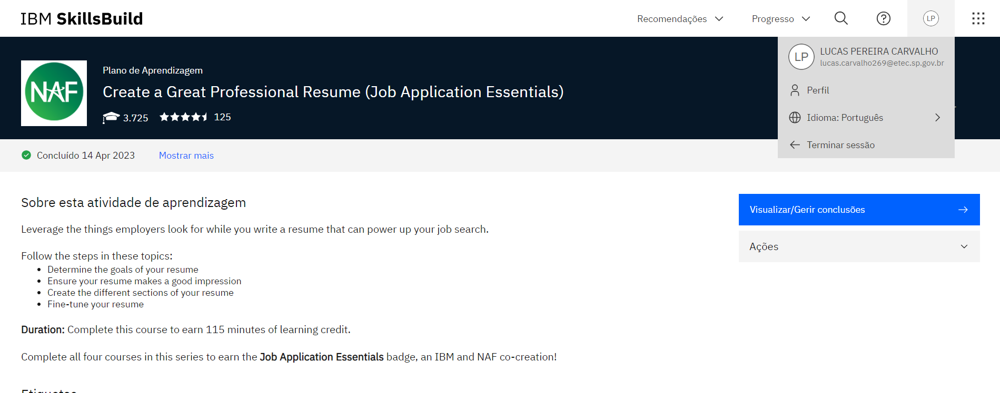 IBM SkillsBuild
Recomendações
Progresso
LP
LP
LUCAS PEREIRA CARVALHO
lucas.carvalho269@etec.sp.gov.br
Perfil
Idioma: Português
Terminar sessão
NAF
Plano de Aprendizagem
Create a Great Professional Resume (Job Application Essentials)
3.725 125
Concluído 14 Apr 2023 Mostrar mais
Sobre esta atividade de aprendizagem
Leverage the things employers look for while you write a resume that can power up your job search.
Follow the steps in these topics:
• Determine the goals of your resume
• Ensure your resume makes a good impression
• Create the different sections of your resume
• Fine-tune your resume
Duration: Complete this course to earn 115 minutes of learning credit.
Complete all four courses in this series to earn the Job Application Essentials badge, an IBM and NAF co-creation!
Visualizar/Gerir conclusões
Ações